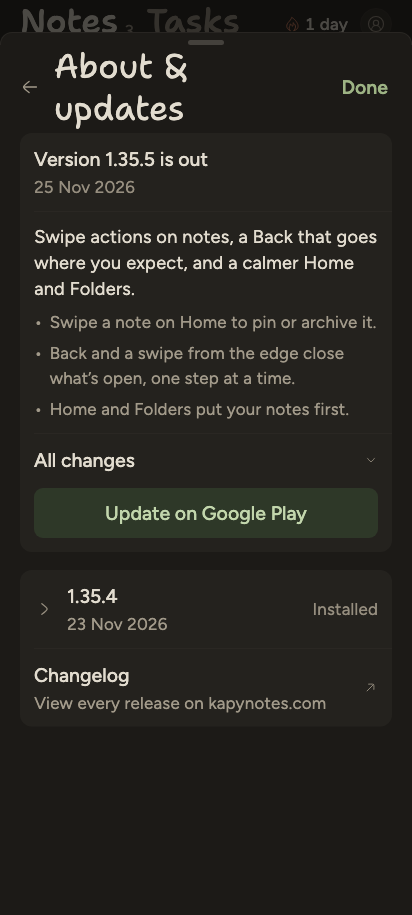 Notes 3 Tasks 1 day
About &
updates
Done
Version 1.35.5 is out
25 Nov 2026
Swipe actions on notes, a Back that goes
where you expect, and a calmer Home
and Folders.
• Swipe a note on Home to pin or archive it.
• Back and a swipe from the edge close
what’s open, one step at a time.
• Home and Folders put your notes first.
All changes
Update on Google Play
1.35.4
Installed
23 Nov 2026
Changelog
View every release on kapynotes.com